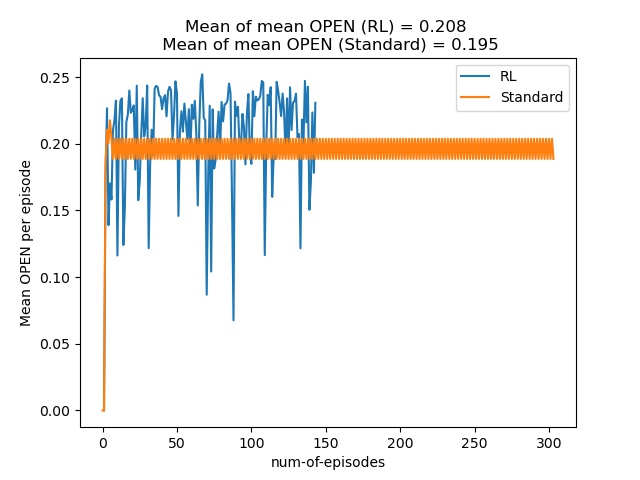 Mean of mean OPEN (RL) = 0.208
Mean of mean OPEN (Standard) = 0.195
RL
Standard
0.25
0.20
0.15
0.10
0.05
0.00
Mean OPEN per episode
0 50 100 150 200 250 300
num-of-episodes